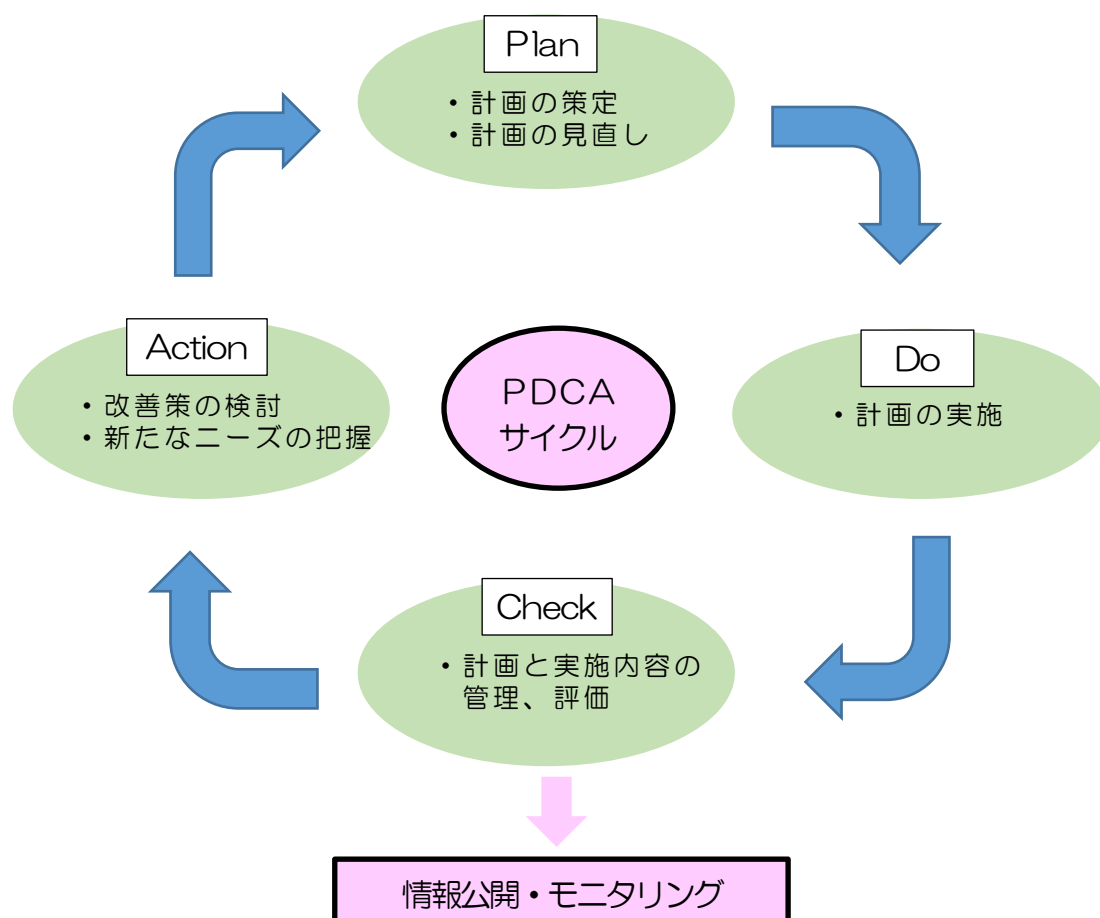 Plan
・計画の策定
・計画の見直し
Action
・改善策の検討
・新たなニーズの把握
PDCA
サイクル
Do
・計画の実施
Check
・計画と実施内容の
管理、評価
情報公開・モニタリング